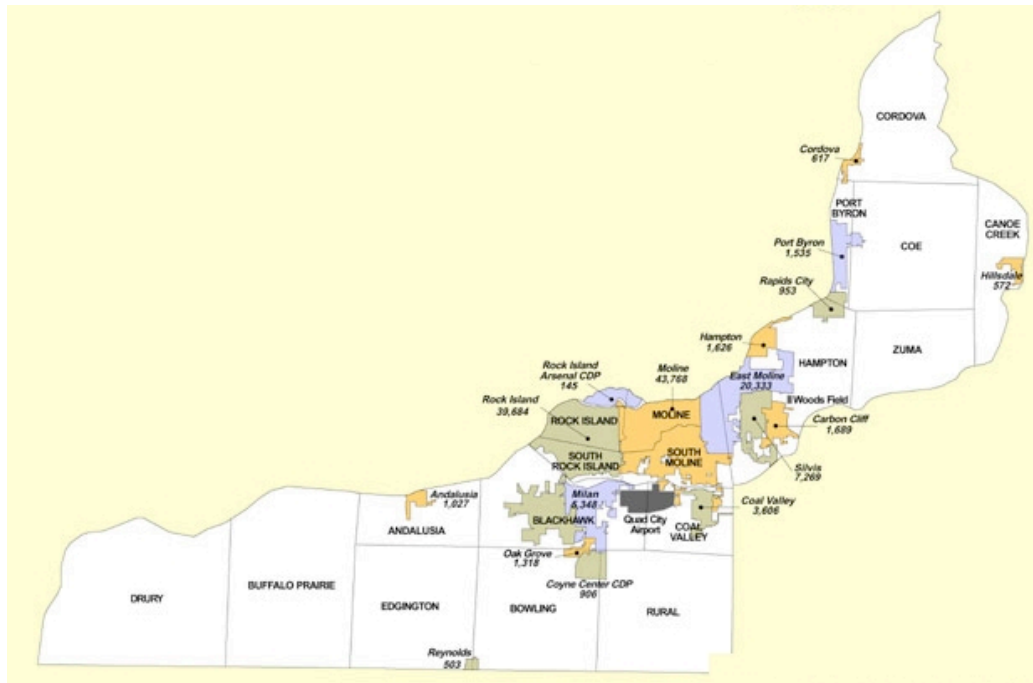 CORDOVA
Cordova
617
PORT
BYRON
CANOE
CREEK
COE
Port Byron
1,535
Rapids City
953
Hillsdale
572
Hampton
1,626
HAMPTON
ZUMA
Rock Island
Arsenal CDP
145
Moline
43,768
East Moline
20,333
Rock Island
39,684
Woods Field
ROCK ISLAND
MOLINE
Carbon Cliff
1,689
SOUTH
ROCK ISLAND
SOUTH
MOLINE
Silvis
7,269
Andalusia
1,027
Milan
5,348
Coal Valley
3,606
ANDALUSIA
BLACKHAWK
Quad City
Airport
COAL
VALLEY
Oak Grove
1,318
Coyne Center CDP
906
DRURY
BUFFALO PRAIRIE
EDGINGTON
BOWLING
RURAL
Reynolds
503